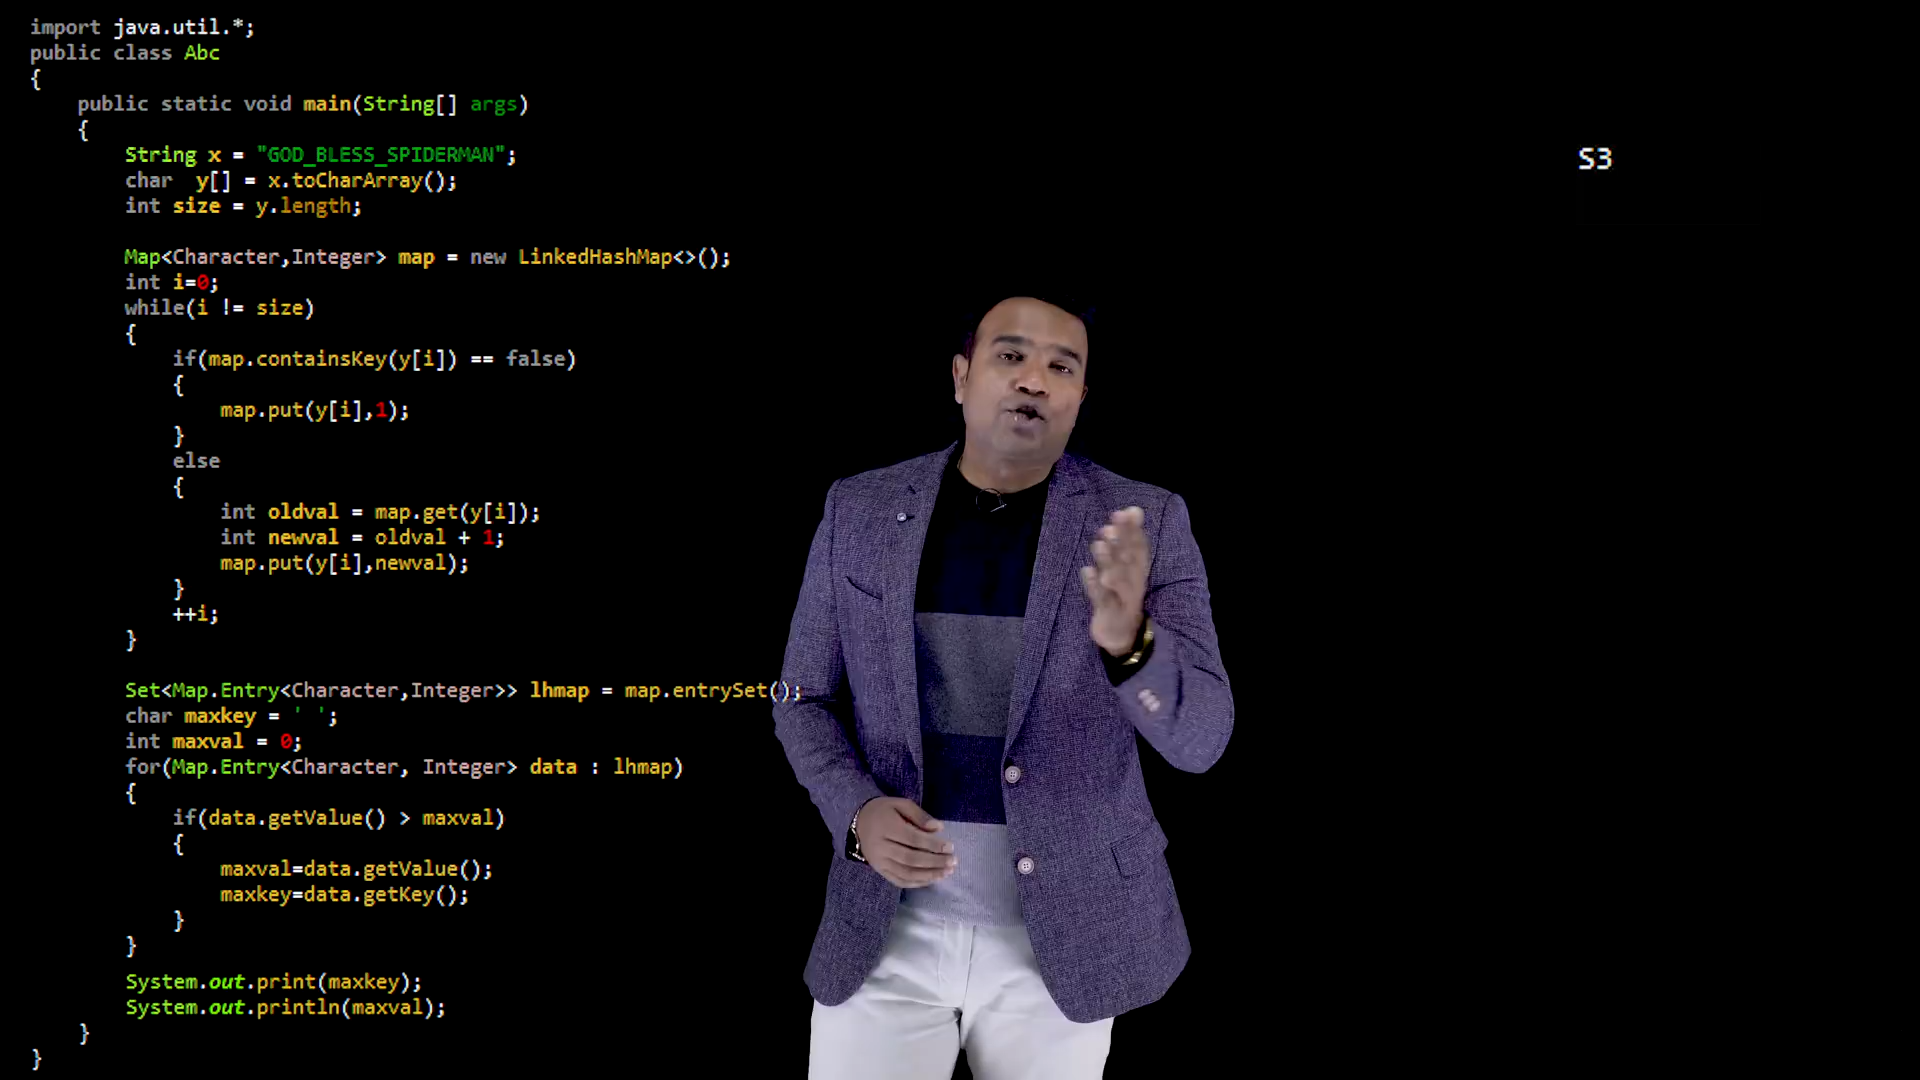 import java.util.*;
public class Abc
{
public static void main(String[] args)
{
String x = "GOD_BLESS_SPIDERMAN";
char  y[] = x.toCharArray();
int size = y.length;
Map<Character,Integer> map = new LinkedHashMap<>();
int i=0;
while(i != size)
{
if(map.containsKey(y[i]) == false)
{
map.put(y[i],1);
}
else
{
int oldval = map.get(y[i]);
int newval = oldval + 1;
map.put(y[i],newval);
}
++i;
}
Set<Map.Entry<Character,Integer>> lhmap = map.entrySet();
char maxkey = ' ';
int maxval = 0;
for(Map.Entry<Character, Integer> data : lhmap)
{
if(data.getValue() > maxval)
{
maxval=data.getValue();
maxkey=data.getKey();
}
}
System.out.print(maxkey);
System.out.println(maxval);
}
}
S3